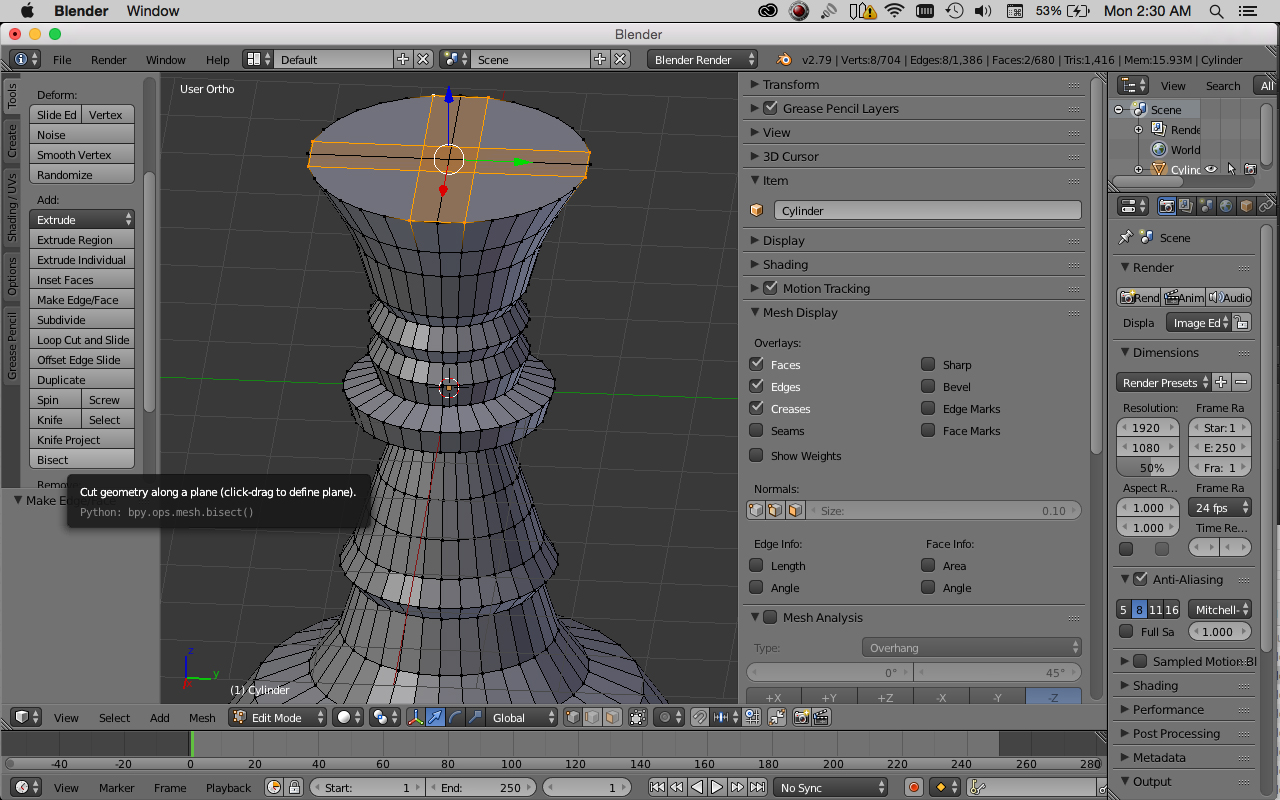 Blender Window 53% Mon 2:30 AM
Blender
File Render Window Help Default Scene Blender Render v2.79 | Verts:8/704 | Edges:8/1,386 | Faces:2/680 | Tris:1,416 | Mem:15.93M | Cylinder
Tools
Create
Shading / UVs
Options
Grease Pencil
Deform:
Slide Ed Vertex
Noise
Smooth Vertex
Randomize
Add:
Extrude
Extrude Region
Extrude Individual
Inset Faces
Make Edge/Face
Subdivide
Loop Cut and Slide
Offset Edge Slide
Duplicate
Spin Screw
Knife Select
Knife Project
Bisect
Make Ed
Cut geometry along a plane (click-drag to define plane).
Python: bpy.ops.mesh.bisect()
User Ortho
z
y
(1) Cylinder
Transform
Grease Pencil Layers
View
3D Cursor
Item
Cylinder
Display
Shading
Motion Tracking
Mesh Display
Overlays:
Faces Sharp
Edges Bevel
Creases Edge Marks
Seams Face Marks
Show Weights
Normals:
Size: 0.10
Edge Info: Face Info:
Length Area
Angle Angle
Mesh Analysis
Type: Overhang
0° 45°
+X +Y +Z -X -Y -Z
View Search All
Scene
Rende
World
Cylinc
Scene
Render
Rend Anim Audio
Displa Image Ed
Dimensions
Render Presets
Resolution: Frame Ra
1920 Star: 1
1080 E: 250
50% Fra: 1
Aspect R... Frame Ra
1.000 24 fps
1.000 Time Re...
Anti-Aliasing
5 8 11 16 Mitchell-
Full Sa 1.000
Sampled Motion Bl
Shading
Performance
Post Processing
Metadata
Output
View Select Add Mesh Edit Mode Global
-40 -20 0 20 40 60 80 100 120 140 160 180 200 220 240 260 280
View Marker Frame Playback Start: 1 End: 250 1 No Sync